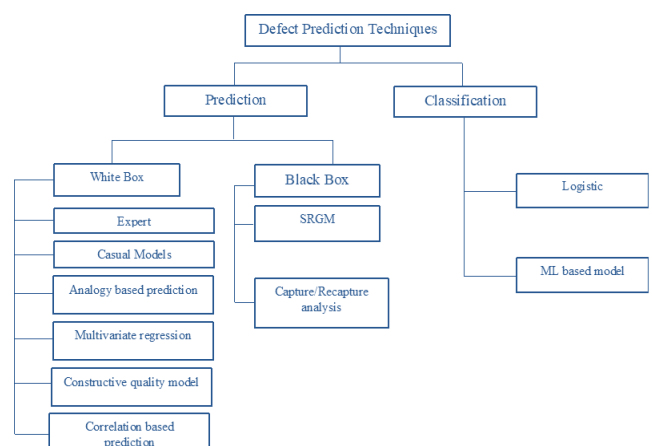 Defect Prediction Techniques
Prediction
Classification
White Box
Expert
Casual Models
Analogy based prediction
Multivariate regression
Constructive quality model
Correlation based
prediction
Black Box
SRGM
Capture/Recapture
analysis
Logistic
ML based model